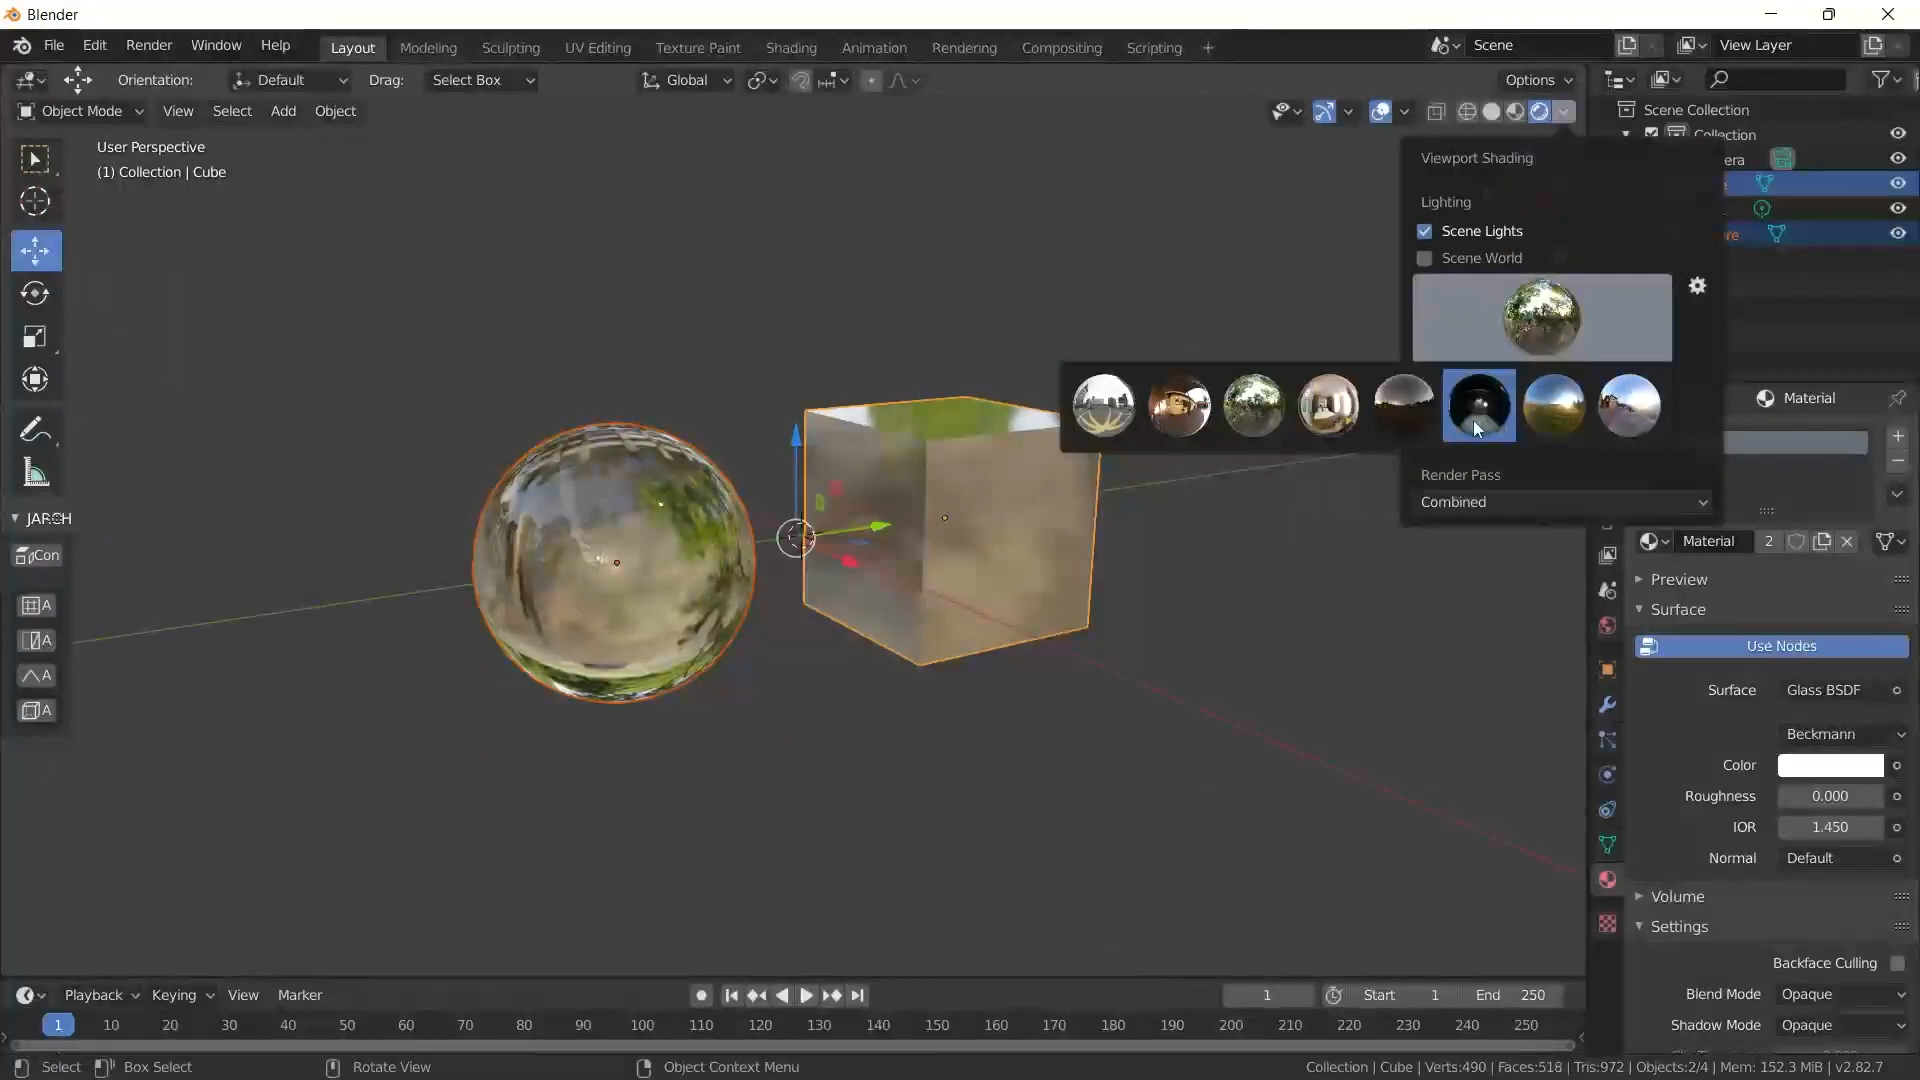 Blender
File Edit Render Window Help Layout Modeling Sculpting UV Editing Texture Paint Shading Animation Rendering Compositing Scripting + Scene View Layer
Orientation: Default Drag: Select Box Global Options
Object Mode View Select Add Object
Scene Collection
Collection
User Perspective
(1) Collection | Cube
Viewport Shading
era
Lighting
Scene Lights
re
Scene World
Material
Render Pass
Combined
JARCH
Con
A
A
A
A
Material 2
Preview
Surface
Use Nodes
Surface Glass BSDF
Beckmann
Color
Roughness 0.000
IOR 1.450
Normal Default
Volume
Settings
Backface Culling
Blend Mode Opaque
Shadow Mode Opaque
Playback Keying View Marker 1 Start 1 End 250
1 10 20 30 40 50 60 70 80 90 100 110 120 130 140 150 160 170 180 190 200 210 220 230 240 250
Select Box Select Rotate View Object Context Menu Collection | Cube | Verts:490 | Faces:518 | Tris:972 | Objects:2/4 | Mem: 152.3 MiB | v2.82.7